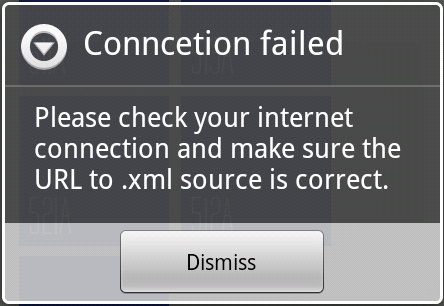 Conncetion failed
Please check your internet
connection and make sure the
URL to .xml source is correct.
Dismiss